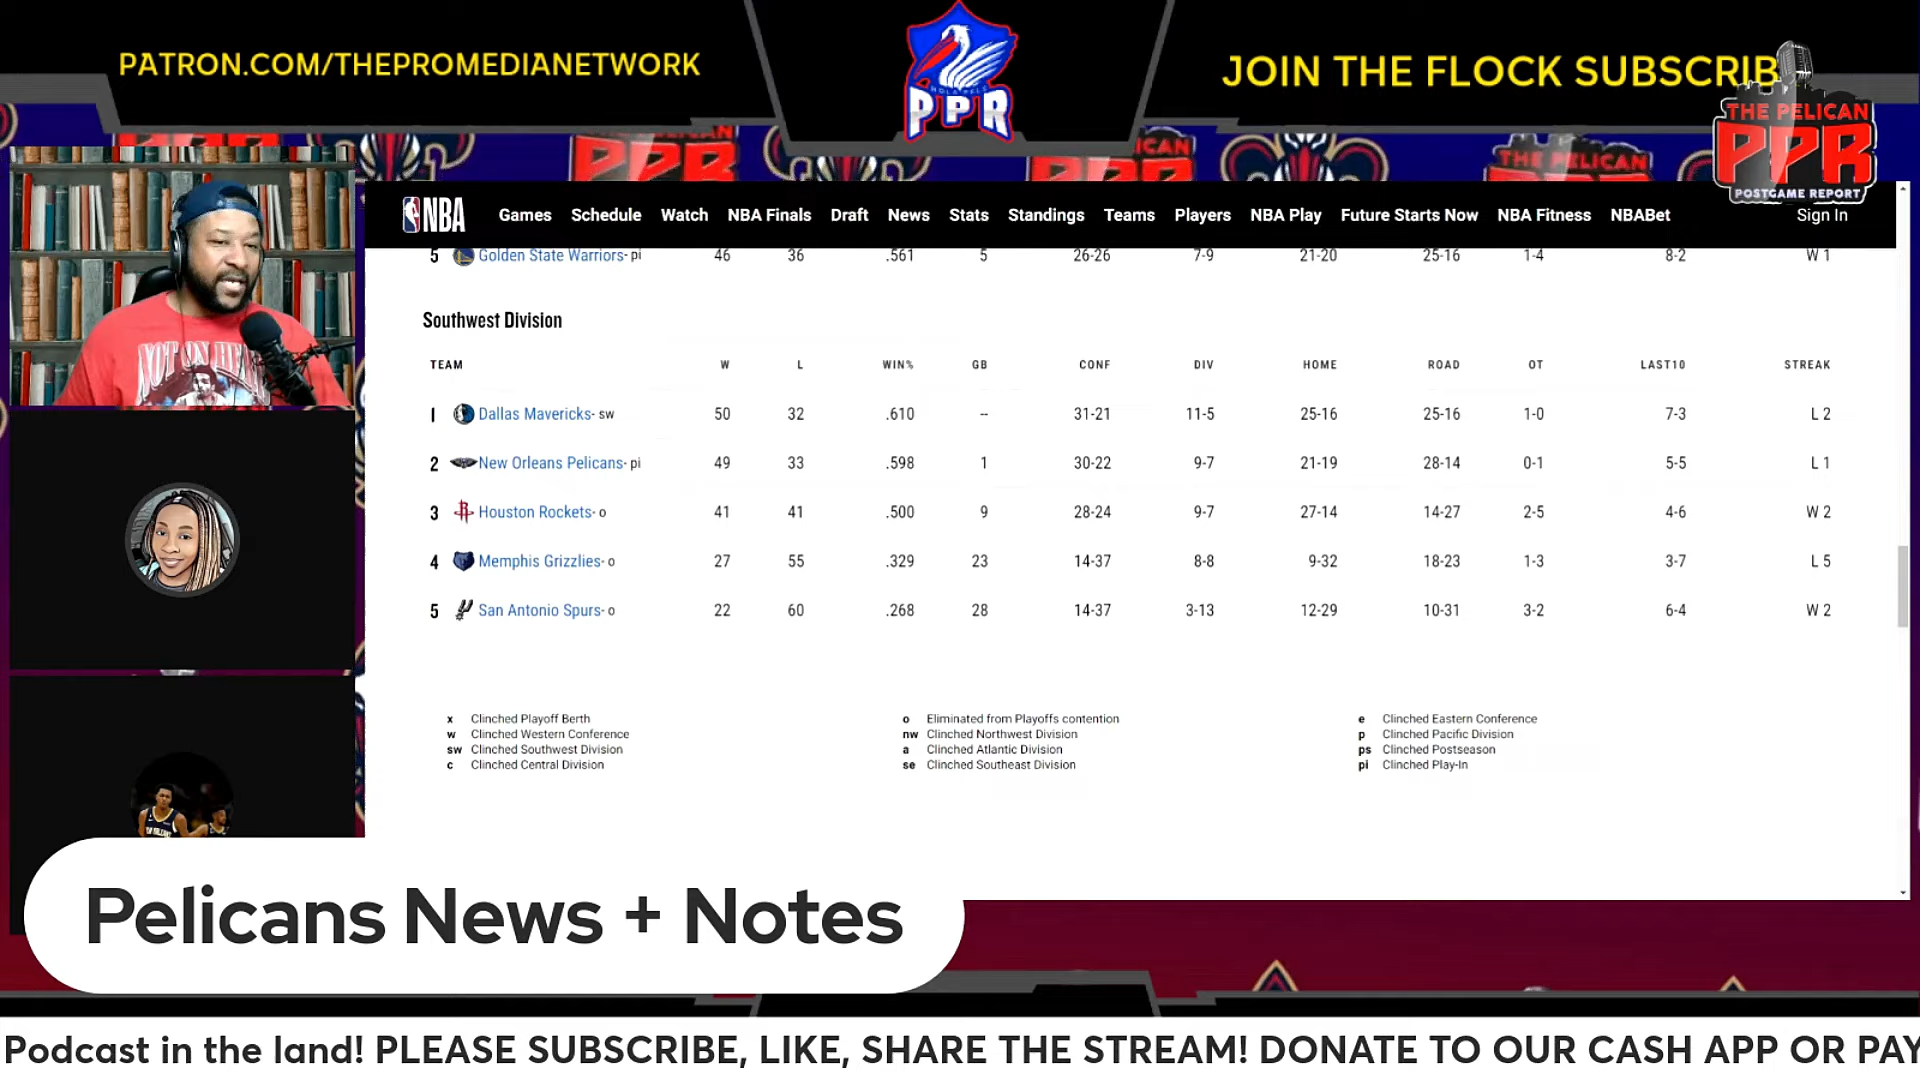 PATRON.COM/THEPROMEDIANETWORK
JOIN THE FLOCK SUBSCRIB
NOLA PELS
PPR
THE PELICAN
PPR
POSTGAME REPORT
PPR
ICAN
THE PELICAN
NBA Games Schedule Watch NBA Finals Draft News Stats Standings Teams Players NBA Play Future Starts Now NBA Fitness NBABet Sign In
5 Golden State Warriors- pi 46 36 .561 5 26-26 7-9 21-20 25-16 1-4 8-2 W 1
Southwest Division
TEAM W L WIN% GB CONF DIV HOME ROAD OT LAST10 STREAK
1 Dallas Mavericks- sw 50 32 .610 -- 31-21 11-5 25-16 25-16 1-0 7-3 L 2
2 New Orleans Pelicans- pi 49 33 .598 1 30-22 9-7 21-19 28-14 0-1 5-5 L 1
3 Houston Rockets- o 41 41 .500 9 28-24 9-7 27-14 14-27 2-5 4-6 W 2
4 Memphis Grizzlies- o 27 55 .329 23 14-37 8-8 9-32 18-23 1-3 3-7 L 5
5 San Antonio Spurs- o 22 60 .268 28 14-37 3-13 12-29 10-31 3-2 6-4 W 2
x Clinched Playoff Berth o Eliminated from Playoffs contention e Clinched Eastern Conference
w Clinched Western Conference nw Clinched Northwest Division p Clinched Pacific Division
sw Clinched Southwest Division a Clinched Atlantic Division ps Clinched Postseason
c Clinched Central Division se Clinched Southeast Division pi Clinched Play-In
NOT ON
Pelicans News + Notes
Podcast in the land! PLEASE SUBSCRIBE, LIKE, SHARE THE STREAM! DONATE TO OUR CASH APP OR PAY